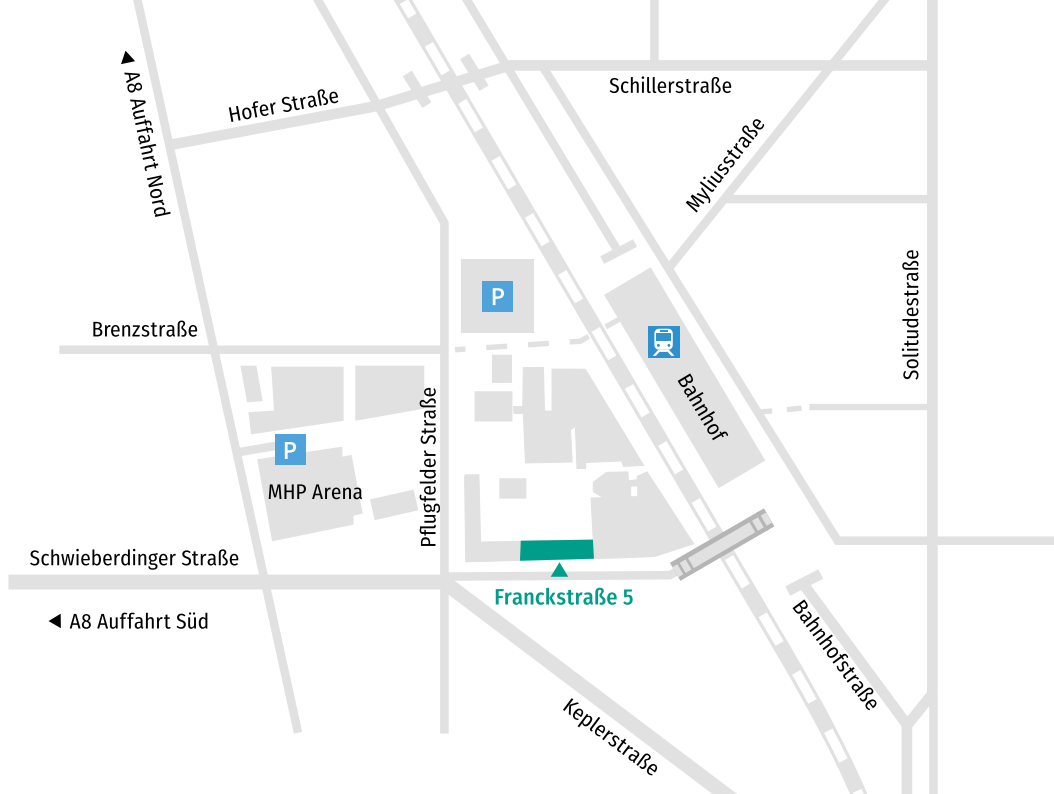 A8 Auffahrt Nord
Hofer Straße
Schillerstraße
Myliusstraße
Solitudestraße
P
Brenzstraße
Bahnhof
Pflugfelder Straße
P
MHP Arena
Schwieberdinger Straße
A8 Auffahrt Süd
Franckstraße 5
Bahnhofstraße
Keplerstraße